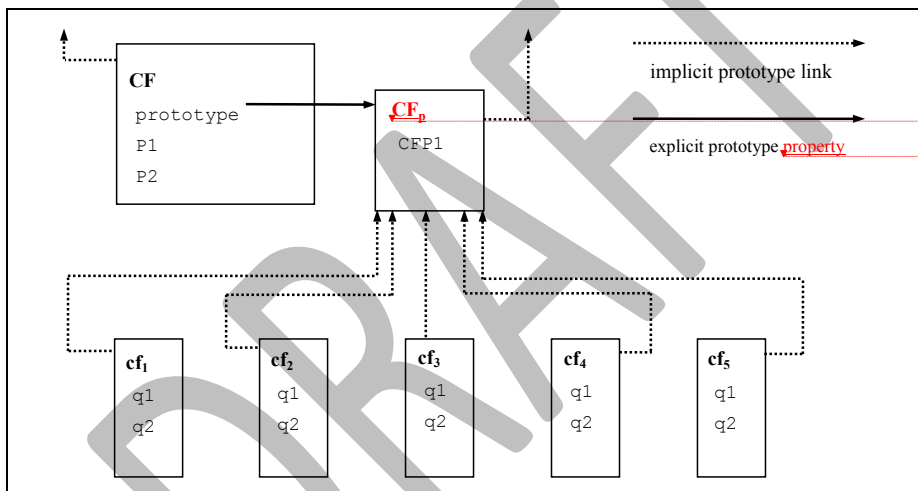 CF
prototype
P1
P2
CFp
CFP1
implicit prototype link
explicit prototype property
cf1
q1
q2
cf2
q1
q2
cf3
q1
q2
cf4
q1
q2
cf5
q1
q2
DRAFT